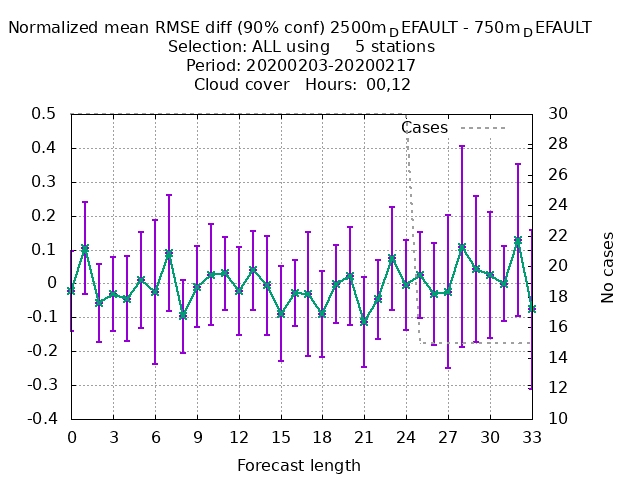 Normalized mean RMSE diff (90% conf) 2500m_DEFAULT - 750m_DEFAULT
Selection: ALL using     5 stations
Period: 20200203-20200217
Cloud cover   Hours: 00,12
Cases
0.5
0.4
0.3
0.2
0.1
0
-0.1
-0.2
-0.3
-0.4
30
28
26
24
22
20
18
16
14
12
10
No cases
0 3 6 9 12 15 18 21 24 27 30 33
Forecast length